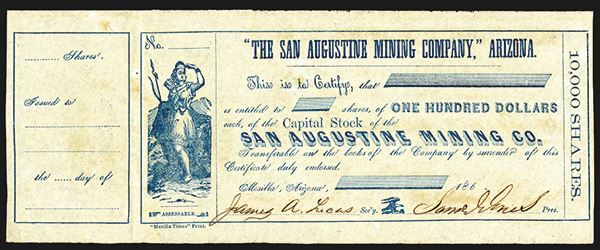 ........ Shares.
Issued to
the ...... day of
No.
ASSESSABLE.
"Mesilla Times" Print.
"THE SAN AUGUSTINE MINING COMPANY," ARIZONA.
This is to Certify, that
is entitled to shares, of ONE HUNDRED DOLLARS
each, of the Capital Stock of the
SAN AUGUSTINE MINING CO.
Transferable on the books of the Company by surrender of this
Certificate duly endorsed.
Mesilla, Arizona, 186
James A. Lucas Sec'y. Pres.
10,000 SHARES.